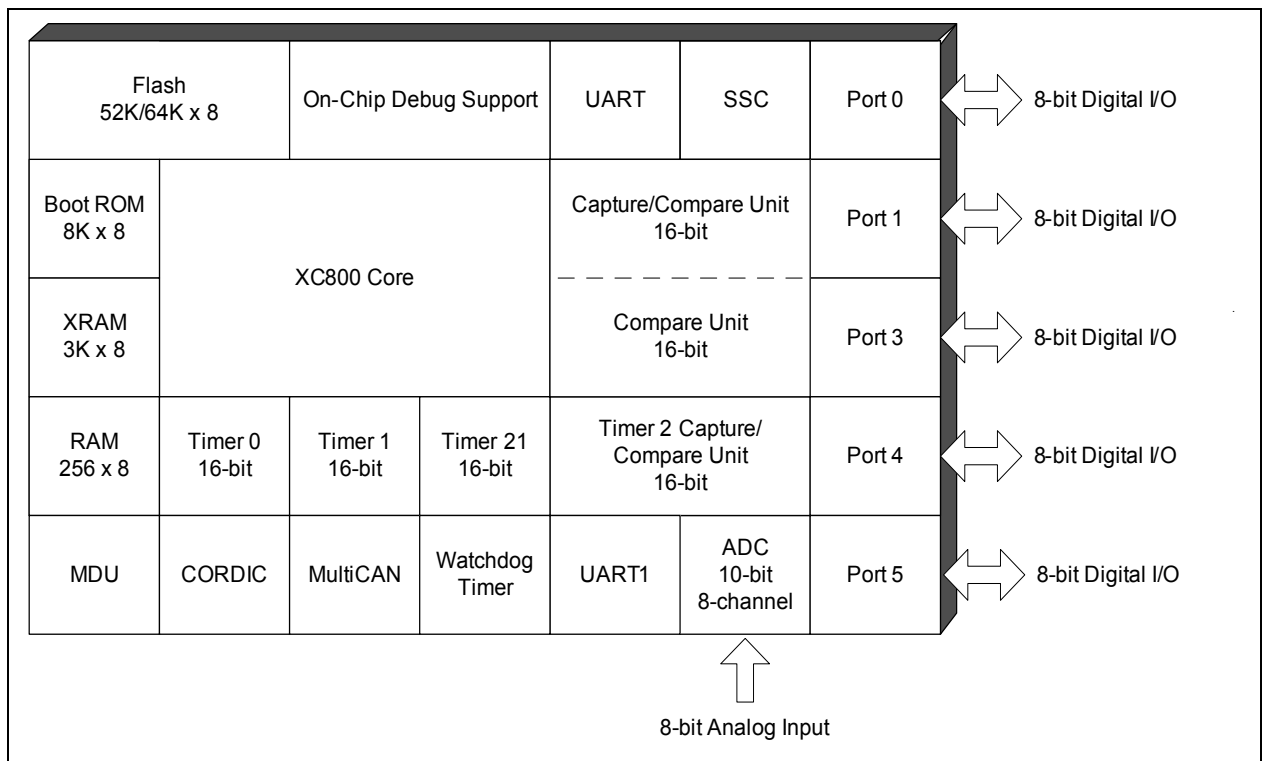 Flash
52K/64K x 8
On-Chip Debug Support
UART
SSC
Port 0
8-bit Digital I/O
Boot ROM
8K x 8
XC800 Core
Capture/Compare Unit
16-bit
Port 1
8-bit Digital I/O
XRAM
3K x 8
Compare Unit
16-bit
Port 3
8-bit Digital I/O
RAM
256 x 8
Timer 0
16-bit
Timer 1
16-bit
Timer 21
16-bit
Timer 2 Capture/
Compare Unit
16-bit
Port 4
8-bit Digital I/O
MDU
CORDIC
MultiCAN
Watchdog
Timer
UART1
ADC
10-bit
8-channel
Port 5
8-bit Digital I/O
8-bit Analog Input